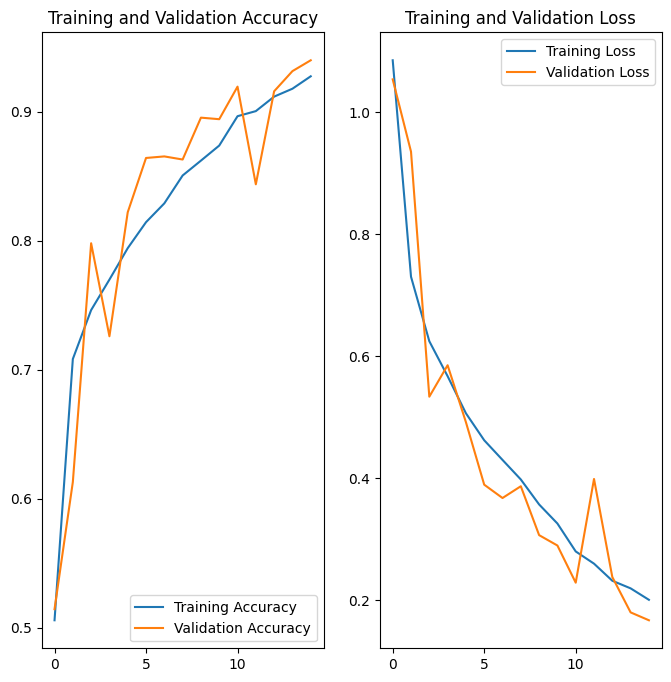 Training and Validation Accuracy
0.9
0.8
0.7
0.6
0.5
0
5
10
Training Accuracy
Validation Accuracy
Training and Validation Loss
Training Loss
Validation Loss
1.0
0.8
0.6
0.4
0.2
0
5
10